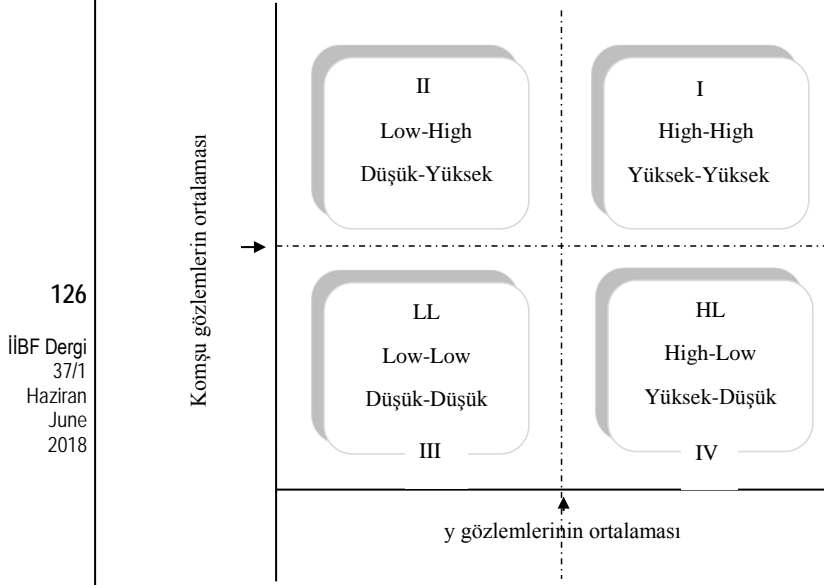 126
İİBF Dergi
37/1
Haziran
June
2018
Komşu gözlemlerin ortalaması
II
Low-High
Düşük-Yüksek
I
High-High
Yüksek-Yüksek
LL
Low-Low
Düşük-Düşük
III
HL
High-Low
Yüksek-Düşük
IV
y gözlemlerinin ortalaması